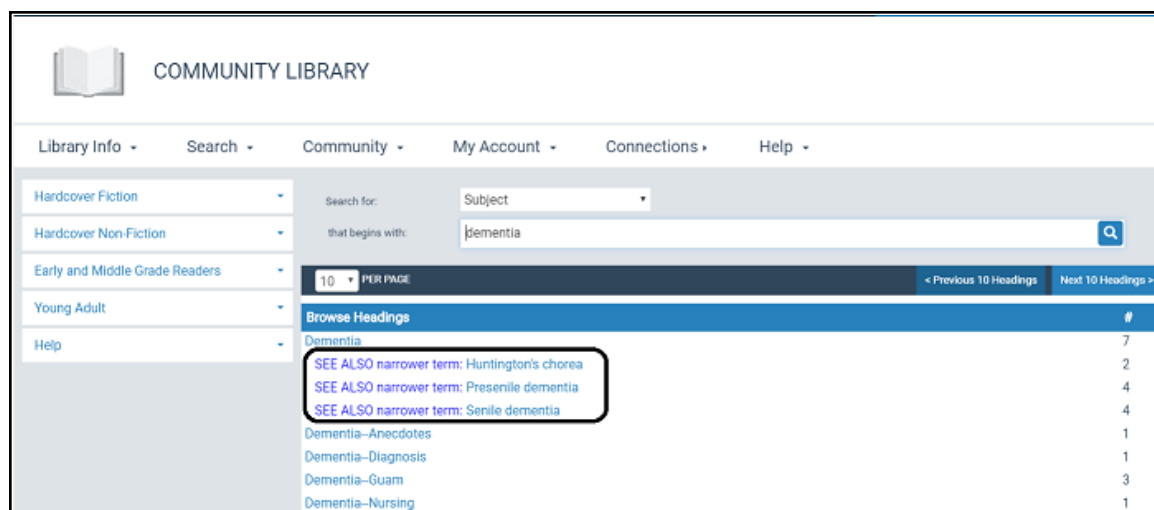 COMMUNITY LIBRARY
Library Info Search Community My Account Connections Help
Hardcover Fiction
Hardcover Non-Fiction
Early and Middle Grade Readers
Young Adult
Help
Search for: Subject
that begins with: dementia
10 PER PAGE < Previous 10 Headings Next 10 Headings >
Browse Headings #
Dementia 7
SEE ALSO narrower term: Huntington's chorea 2
SEE ALSO narrower term: Presenile dementia 4
SEE ALSO narrower term: Senile dementia 4
Dementia--Anecdotes 1
Dementia--Diagnosis 1
Dementia--Guam 3
Dementia--Nursing 1